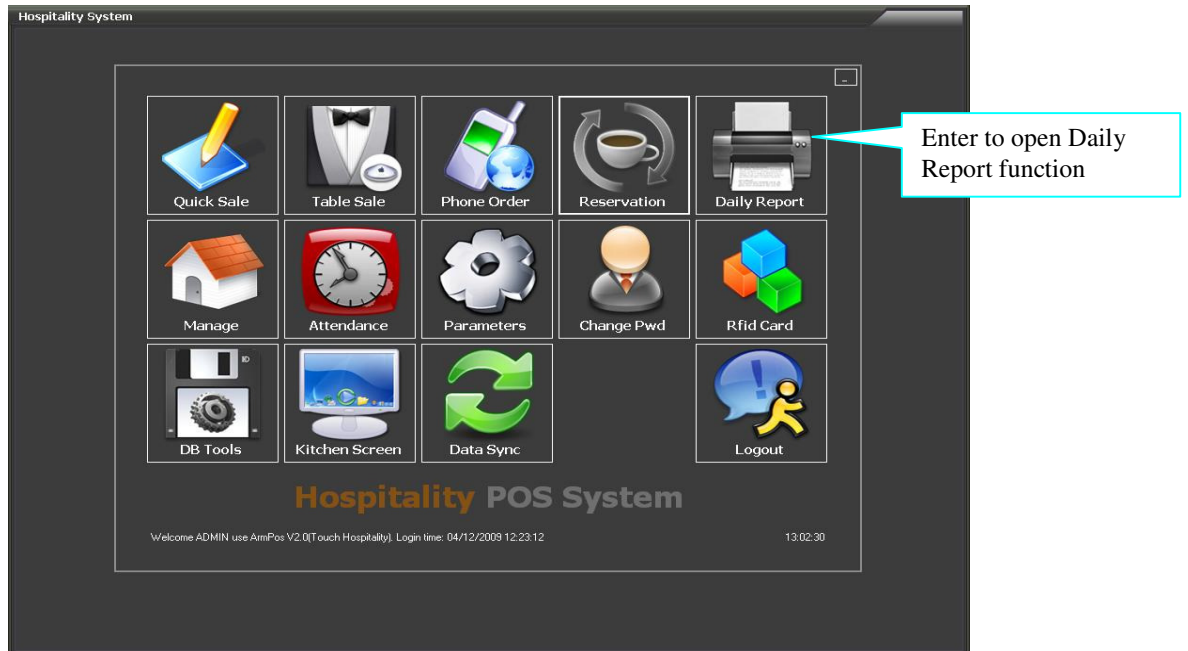 Hospitality System
Quick Sale
Table Sale
Phone Order
Reservation
Daily Report
Enter to open Daily
Report function
Manage
Attendance
Parameters
Change Pwd
Rfid Card
DB Tools
Kitchen Screen
Data Sync
Logout
Hospitality POS System
Welcome ADMIN use ArmPos V2.0(Touch Hospitality). Login time: 04/12/2009 12:23:12
13:02:30